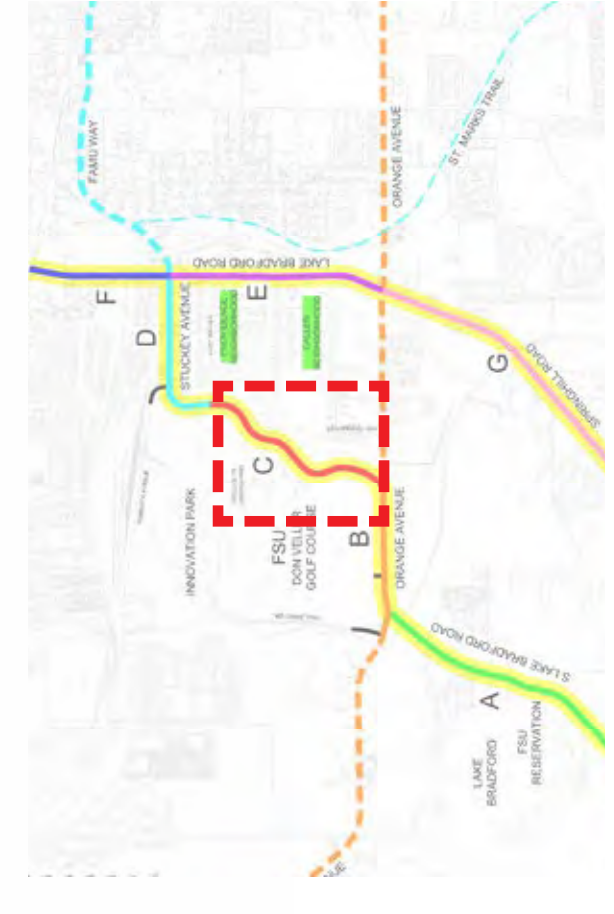 FAMU WAY
ORANGE AVENUE
ST. MARKS TRAIL
LAKE BRADFORD ROAD
F
E
D
STUCKEY AVENUE
G
SPRINGHILL ROAD
C
INNOVATION PARK
FSU
DON VELLER
GOLF COURSE
B
ORANGE AVENUE
S LAKE BRADFORD ROAD
A
LAKE
BRADFORD
FSU
RESERVATION